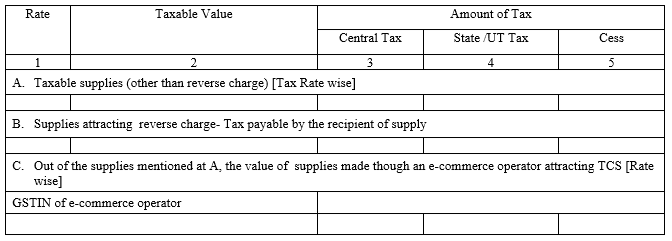 Rate Taxable Value Amount of Tax
Central Tax State /UT Tax Cess
1 2 3 4 5
A. Taxable supplies (other than reverse charge) [Tax Rate wise]
B. Supplies attracting reverse charge- Tax payable by the recipient of supply
C. Out of the supplies mentioned at A, the value of supplies made though an e-commerce operator attracting TCS [Rate
wise]
GSTIN of e-commerce operator